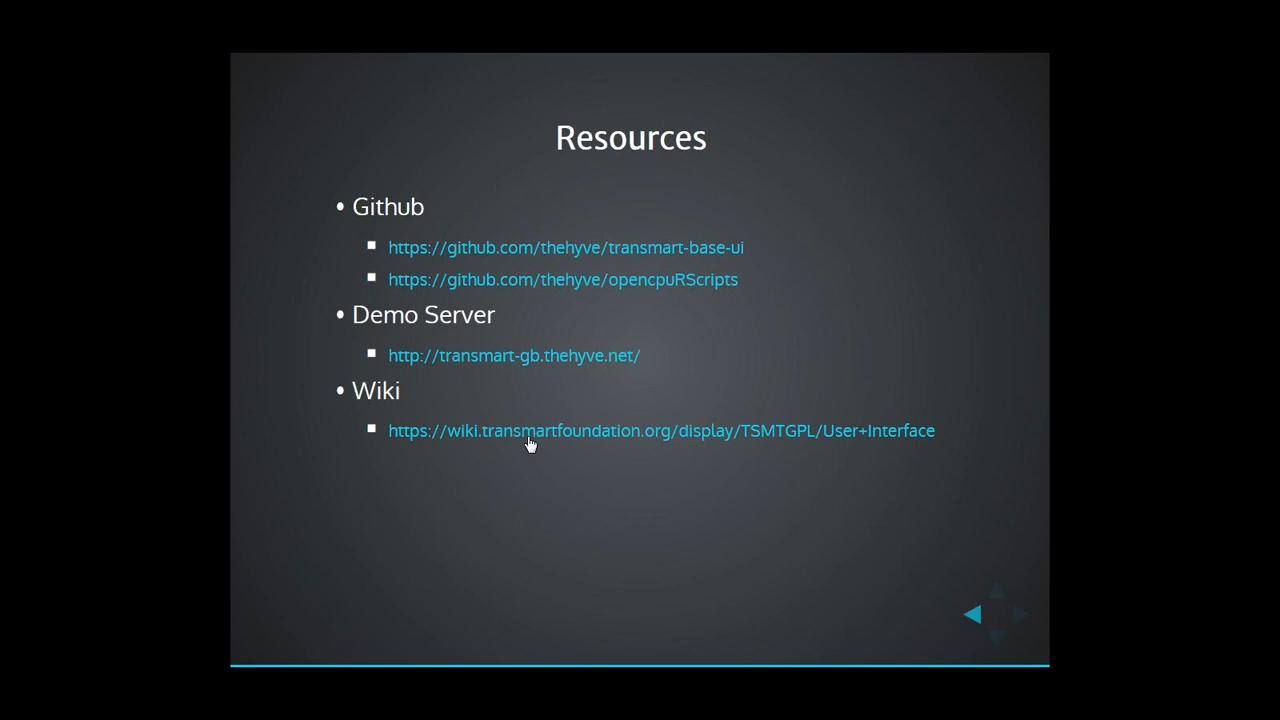 Resources
• Github
▪ https://github.com/thehyve/transmart-base-ui
▪ https://github.com/thehyve/opencpuRScripts
• Demo Server
▪ http://transmart-gb.thehyve.net/
• Wiki
▪ https://wiki.transmartfoundation.org/display/TSMTGPL/User+Interface